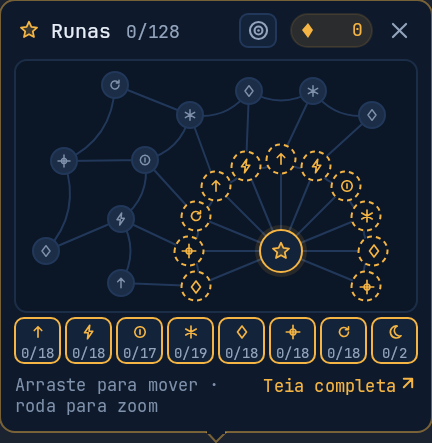 Runas 0/128 0
0/18 0/18 0/17 0/19 0/18 0/18 0/18 0/2
Arraste para mover · Teia completa
roda para zoom